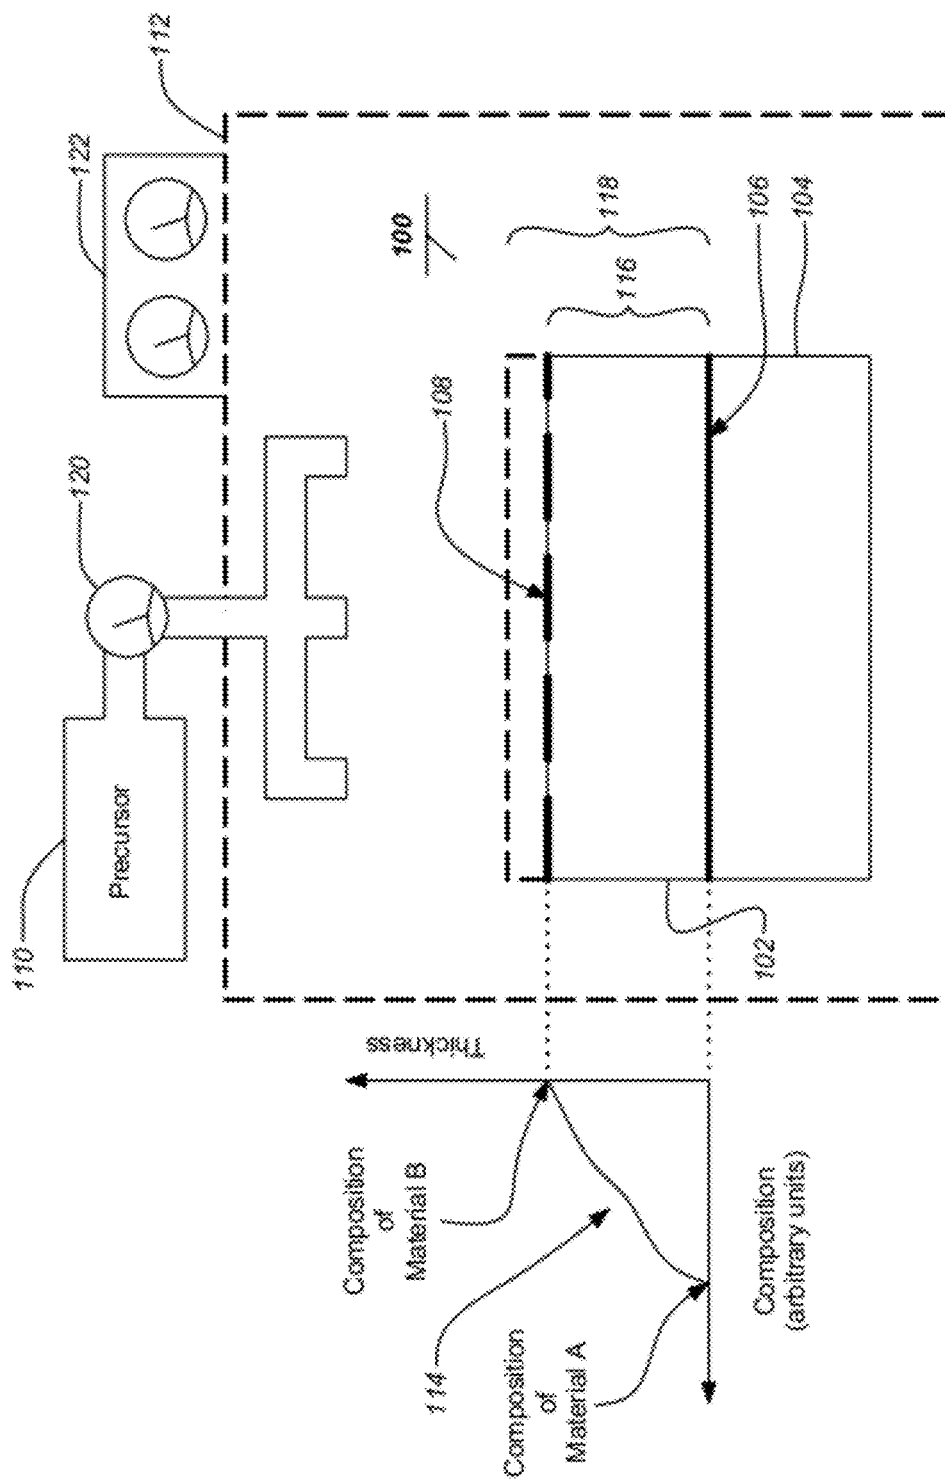 110
120
122
112
Precursor
100
Composition
of
Material B
Thickness
114
108
Composition
of
Material A
116
118
102
106
104
Composition
(arbitrary units)